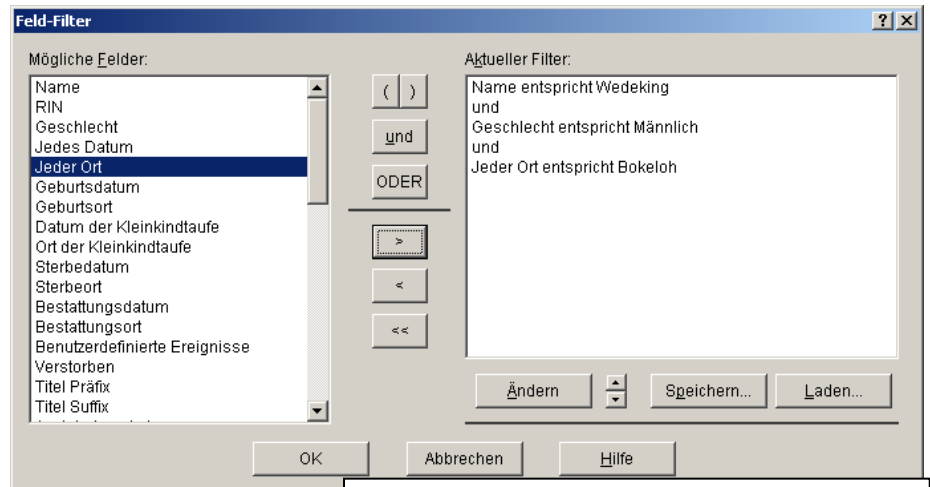 Feld-Filter
Mögliche Felder:
Name
RIN
Geschlecht
Jedes Datum
Jeder Ort
Geburtsdatum
Geburtsort
Datum der Kleinkindtaufe
Ort der Kleinkindtaufe
Sterbedatum
Sterbeort
Bestattungsdatum
Bestattungsort
Benutzerdefinierte Ereignisse
Verstorben
Titel Präfix
Titel Suffix
( )
und
ODER
>
<
<<
Aktueller Filter:
Name entspricht Wedeking
und
Geschlecht entspricht Männlich
und
Jeder Ort entspricht Bokeloh
Ändern
Speichern...
Laden...
OK
Abbrechen
Hilfe